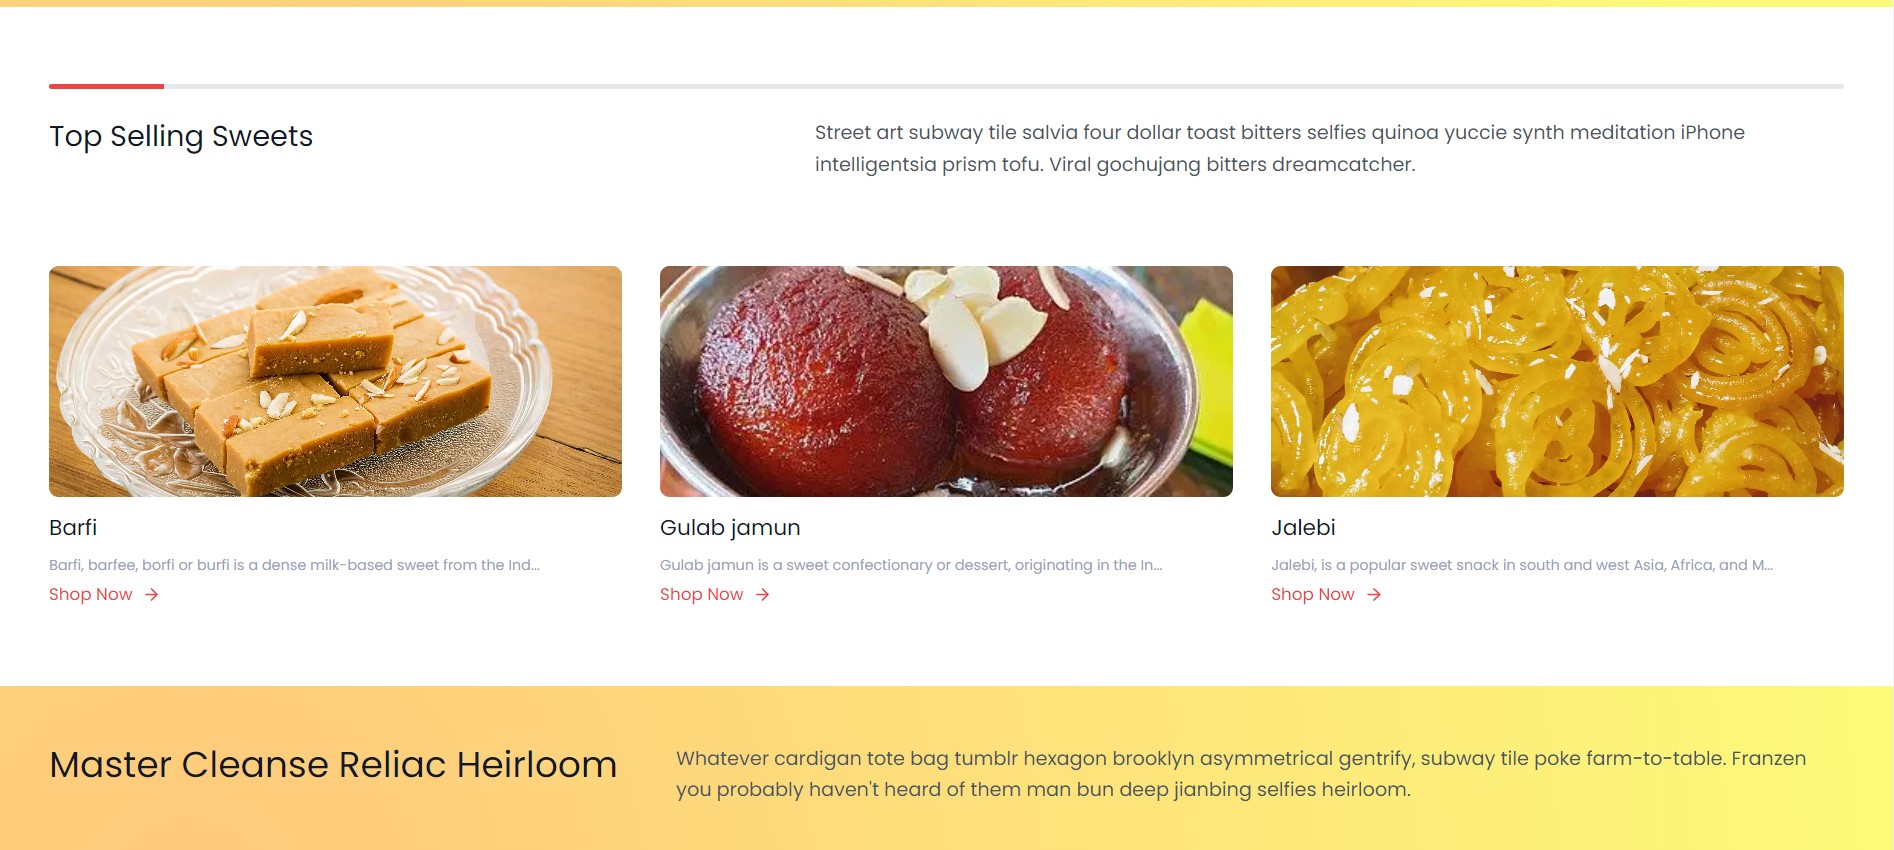 Top Selling Sweets
Street art subway tile salvia four dollar toast bitters selfies quinoa yuccie synth meditation iPhone
intelligentsia prism tofu. Viral gochujang bitters dreamcatcher.
Barfi
Barfi, barfee, borfi or burfi is a dense milk-based sweet from the Ind...
Shop Now
Gulab jamun
Gulab jamun is a sweet confectionary or dessert, originating in the In...
Shop Now
Jalebi
Jalebi, is a popular sweet snack in south and west Asia, Africa, and M...
Shop Now
Master Cleanse Reliac Heirloom
Whatever cardigan tote bag tumblr hexagon brooklyn asymmetrical gentrify, subway tile poke farm-to-table. Franzen
you probably haven't heard of them man bun deep jianbing selfies heirloom.